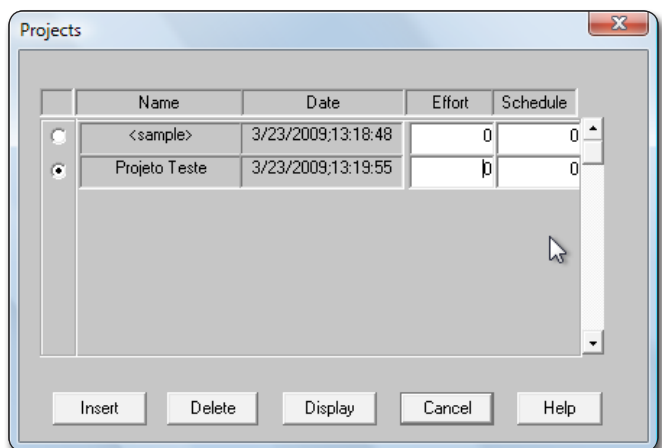 Projects
Name Date Effort Schedule
<sample> 3/23/2009;13:18:48 0 0
Projeto Teste 3/23/2009;13:19:55 0 0
Insert Delete Display Cancel Help